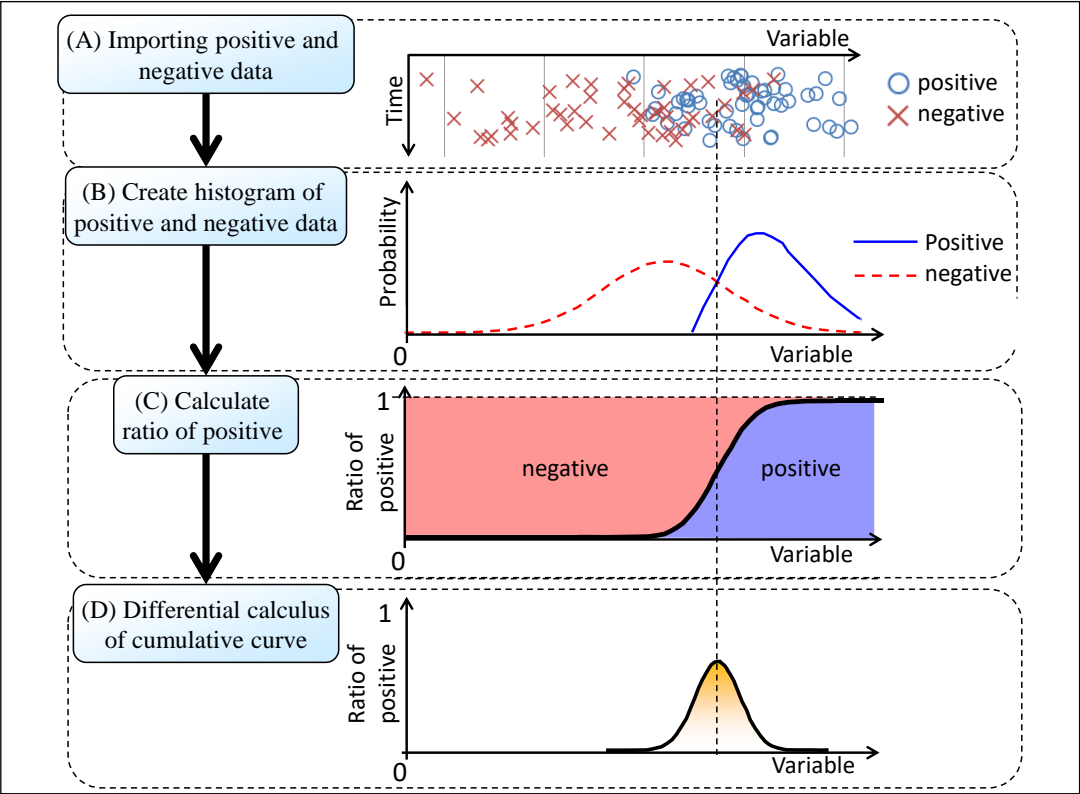 (A) Importing positive and
negative data
Variable
Time
positive
negative
(B) Create histogram of
positive and negative data
Probability
Positive
negative
0
Variable
(C) Calculate
ratio of positive
1
Ratio of
positive
negative
positive
0
Variable
(D) Differential calculus
of cumulative curve
1
Ratio of
positive
0
Variable